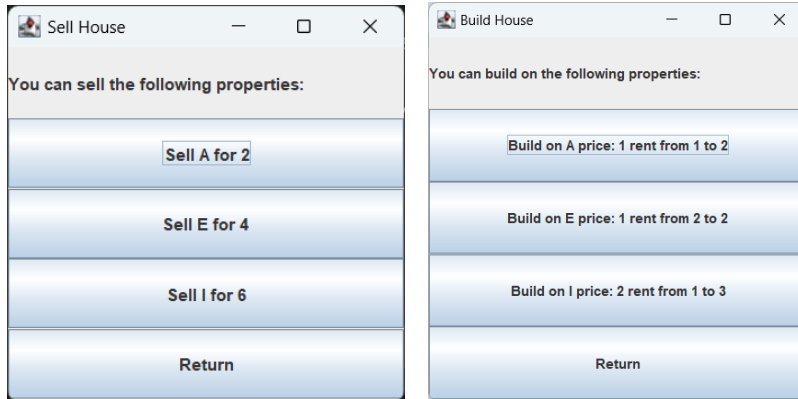 Sell House
You can sell the following properties:
Sell A for 2
Sell E for 4
Sell I for 6
Return
Build House
You can build on the following properties:
Build on A price: 1 rent from 1 to 2
Build on E price: 1 rent from 2 to 2
Build on I price: 2 rent from 1 to 3
Return